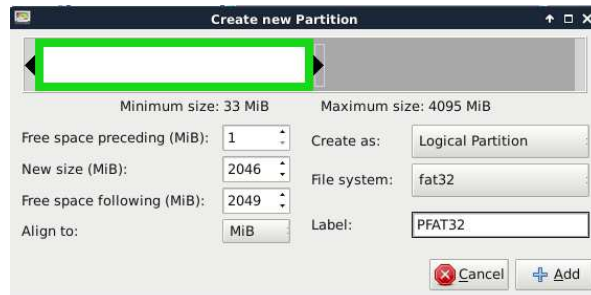 Create new Partition
Minimum size: 33 MiB Maximum size: 4095 MiB
Free space preceding (MiB): 1 Create as: Logical Partition
New size (MiB): 2046 File system: fat32
Free space following (MiB): 2049
Align to: MiB Label: PFAT32
Cancel Add